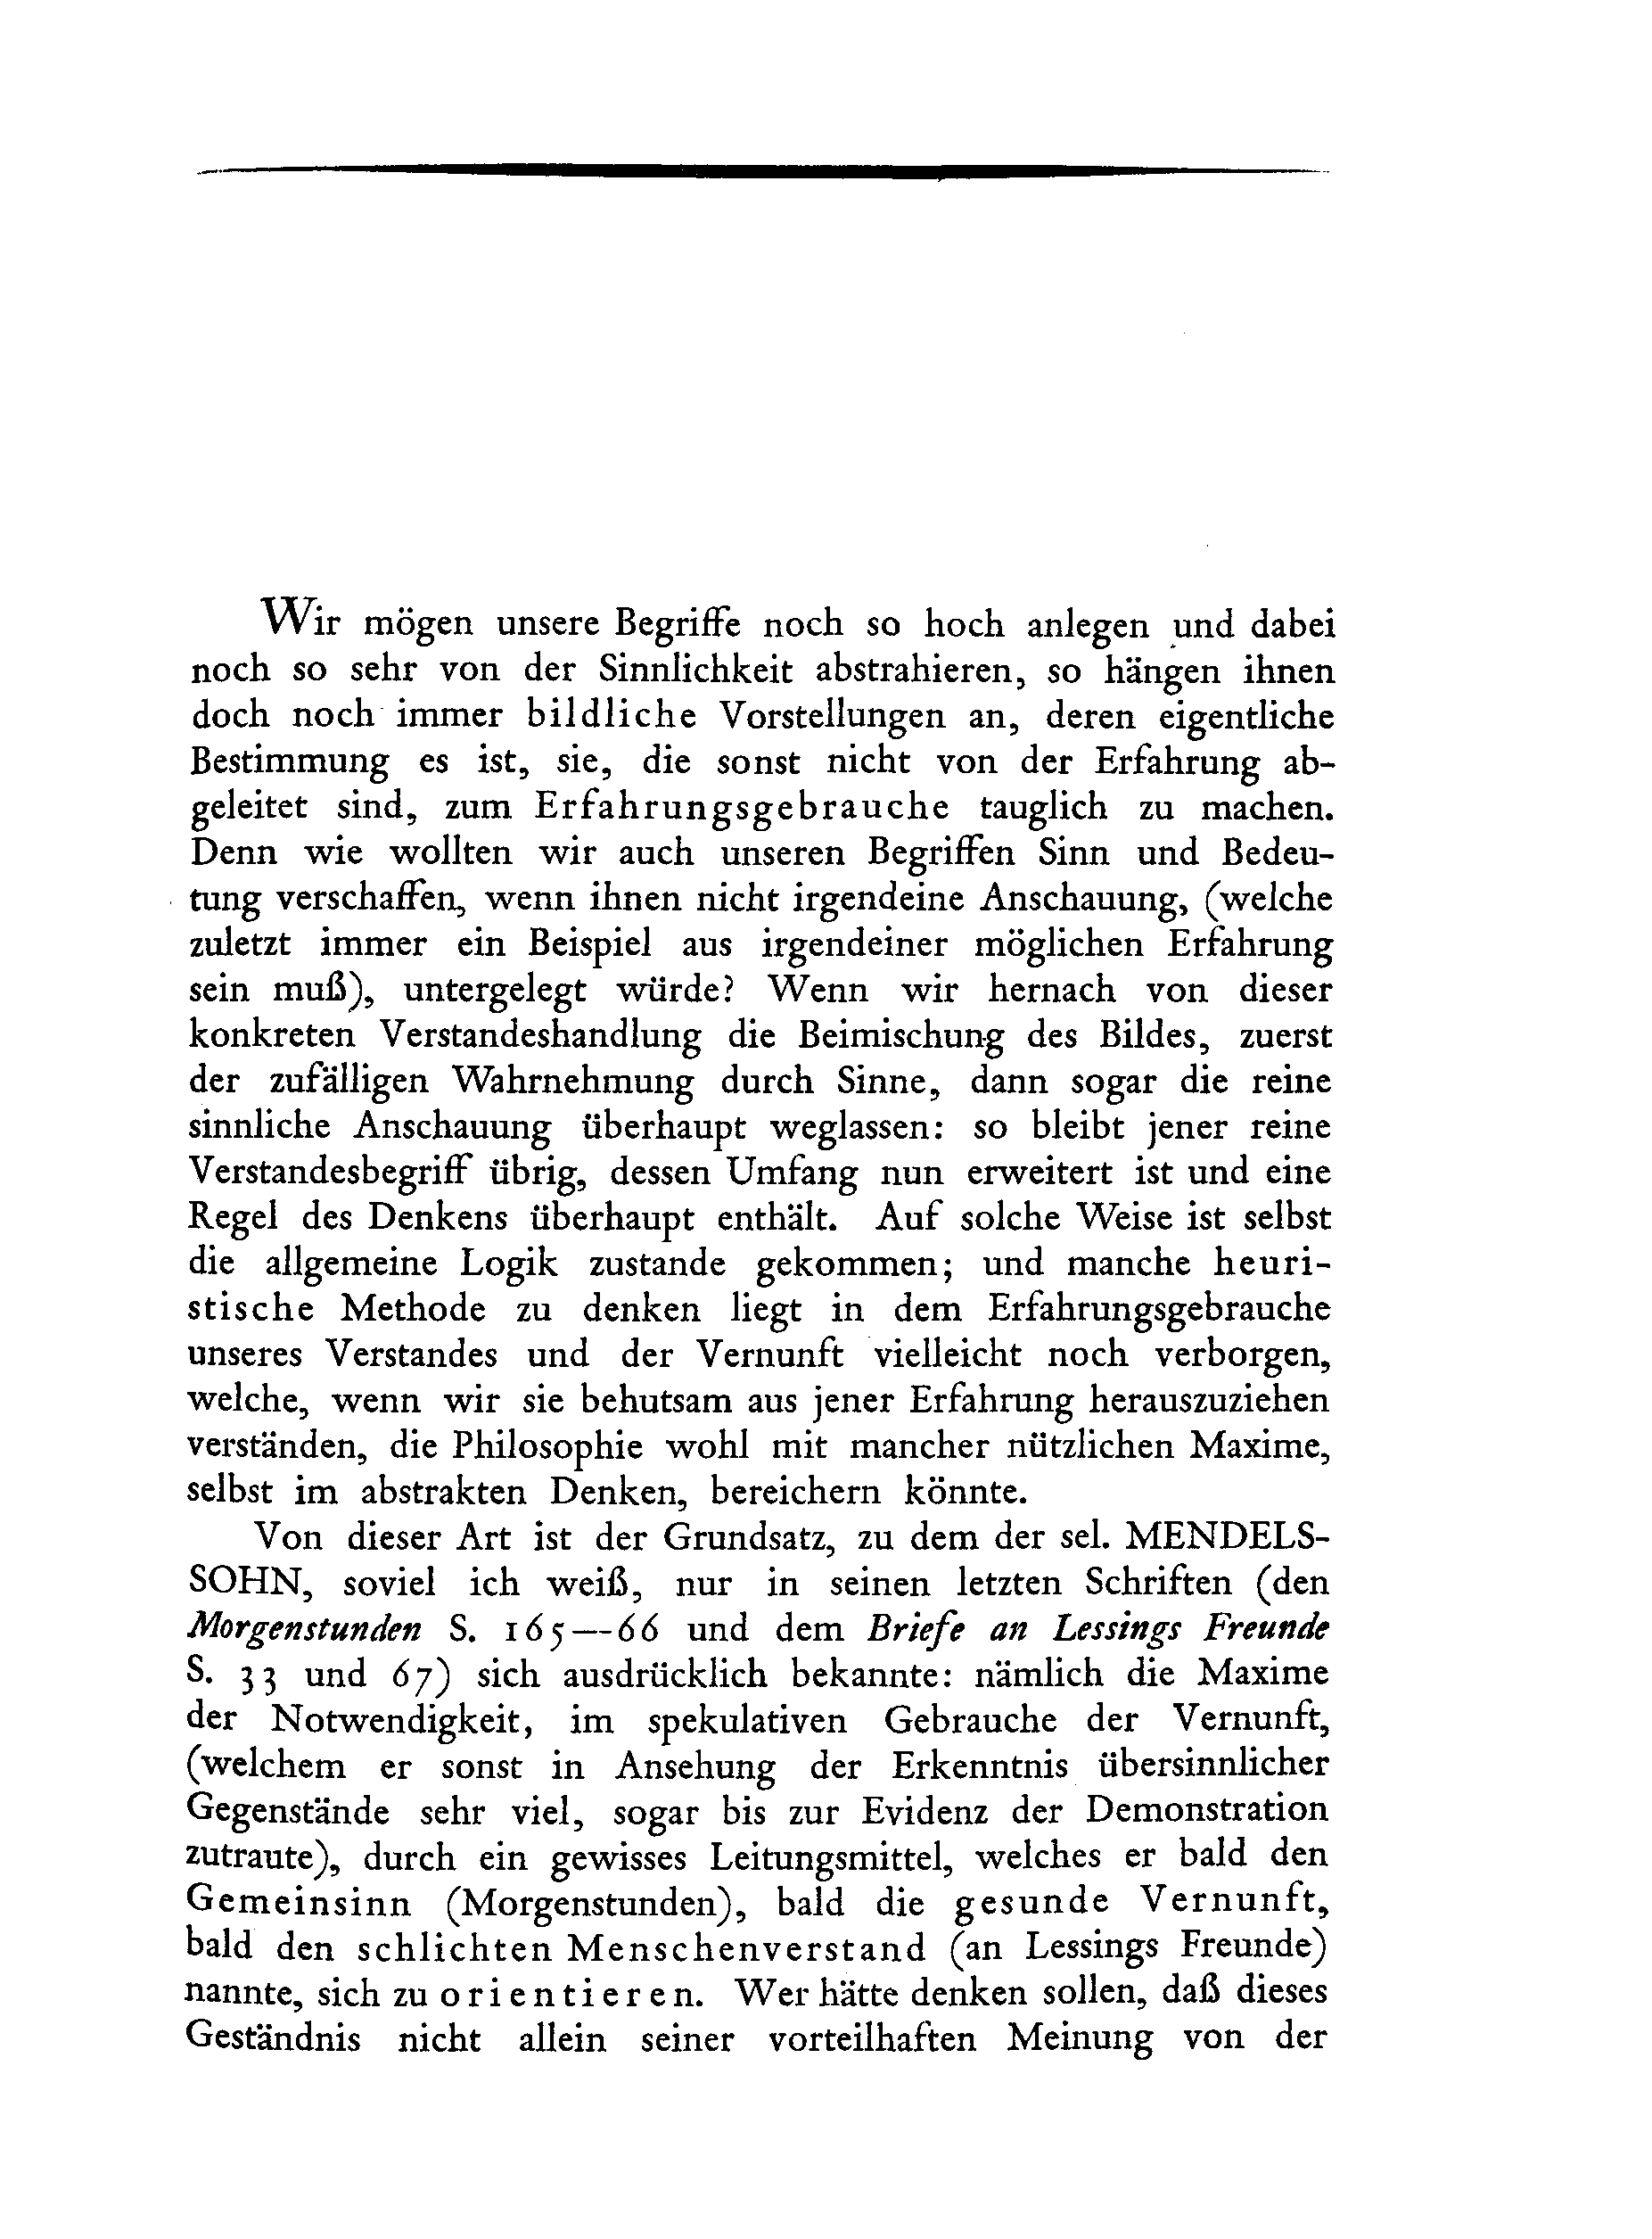 Wir mögen unsere Begriffe noch so hoch anlegen und dabei
noch so sehr von der Sinnlichkeit abstrahieren, so hängen ihnen
doch noch immer bildliche Vorstellungen an, deren eigentliche
Bestimmung es ist, sie, die sonst nicht von der Erfahrung ab-
geleitet sind, zum Erfahrungsgebrauche tauglich zu machen.
Denn wie wollten wir auch unseren Begriffen Sinn und Bedeu-
tung verschaffen, wenn ihnen nicht irgendeine Anschauung, (welche
zuletzt immer ein Beispiel aus irgendeiner möglichen Erfahrung
sein muß), untergelegt würde? Wenn wir hernach von dieser
konkreten Verstandeshandlung die Beimischung des Bildes, zuerst
der zufälligen Wahrnehmung durch Sinne, dann sogar die reine
sinnliche Anschauung überhaupt weglassen: so bleibt jener reine
Verstandesbegriff übrig, dessen Umfang nun erweitert ist und eine
Regel des Denkens überhaupt enthält. Auf solche Weise ist selbst
die allgemeine Logik zustande gekommen; und manche heuri-
stische Methode zu denken liegt in dem Erfahrungsgebrauche
unseres Verstandes und der Vernunft vielleicht noch verborgen,
welche, wenn wir sie behutsam aus jener Erfahrung herauszuziehen
verständen, die Philosophie wohl mit mancher nützlichen Maxime,
selbst im abstrakten Denken, bereichern könnte.
Von dieser Art ist der Grundsatz, zu dem der sel. MENDELS-
SOHN, soviel ich weiß, nur in seinen letzten Schriften (den
Morgenstunden S. 165—66 und dem Briefe an Lessings Freunde
S. 33 und 67) sich ausdrücklich bekannte: nämlich die Maxime
der Notwendigkeit, im spekulativen Gebrauche der Vernunft,
(welchem er sonst in Ansehung der Erkenntnis übersinnlicher
Gegenstände sehr viel, sogar bis zur Evidenz der Demonstration
zutraute), durch ein gewisses Leitungsmittel, welches er bald den
Gemeinsinn (Morgenstunden), bald die gesunde Vernunft,
bald den schlichten Menschenverstand (an Lessings Freunde)
nannte, sich zu orientieren. Wer hätte denken sollen, daß dieses
Geständnis nicht allein seiner vorteilhaften Meinung von der